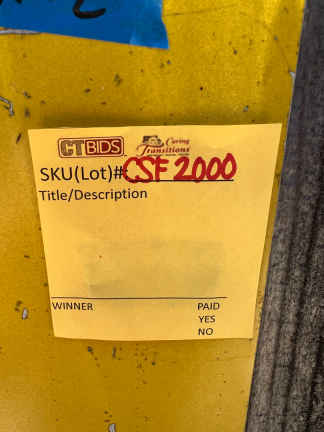 CTBIDS
Caring
Transitions
SKU(Lot)#CSF 2000
Title/Description
WINNER PAID
YES
NO